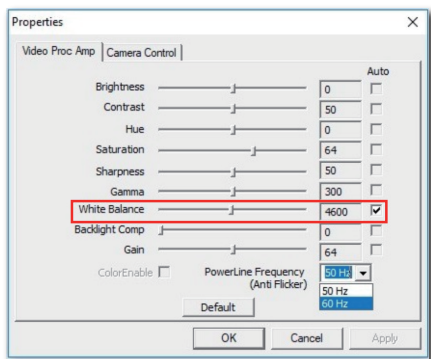 Properties
Video Proc Amp
Camera Control
Auto
Brightness 0
Contrast 50
Hue 0
Saturation 64
Sharpness 50
Gamma 300
White Balance 4600
Backlight Comp 0
Gain 64
ColorEnable PowerLine Frequency 50 Hz
(Anti Flicker) 50 Hz
60 Hz
Default
OK Cancel Apply